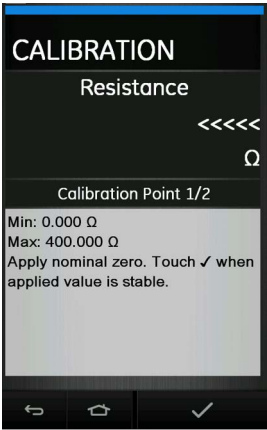 CALIBRATION
Resistance
<<<<<
Ω
Calibration Point 1/2
Min: 0.000 Ω
Max: 400.000 Ω
Apply nominal zero. Touch ✓ when
applied value is stable.